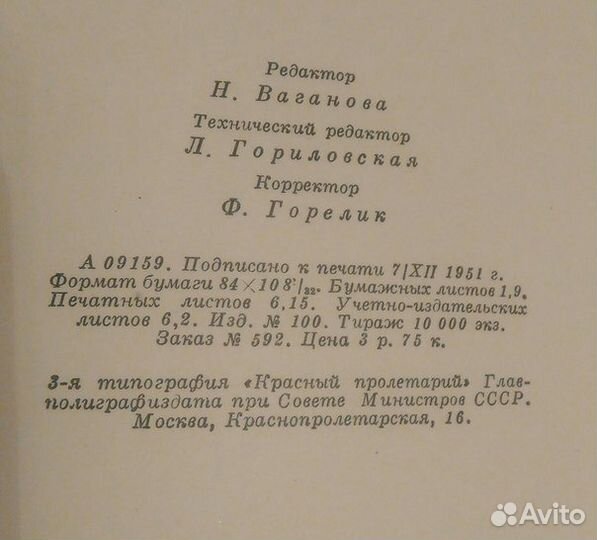 Редактор
Н. Ваганова
Технический редактор
Л. Гориловская
Корректор
Ф. Горелик
А 09159. Подписано к печати 7/XII 1951 г.
Формат бумаги 84×108¹/₃₂. Бумажных листов 1,9.
Печатных листов 6,15. Учетно-издательских
листов 6,2. Изд. № 100. Тираж 10 000 экз.
Заказ № 592. Цена 3 р. 75 к.
3-я типография «Красный пролетарий» Глав-
полиграфиздата при Совете Министров СССР.
Москва, Краснопролетарская, 16.
Avito